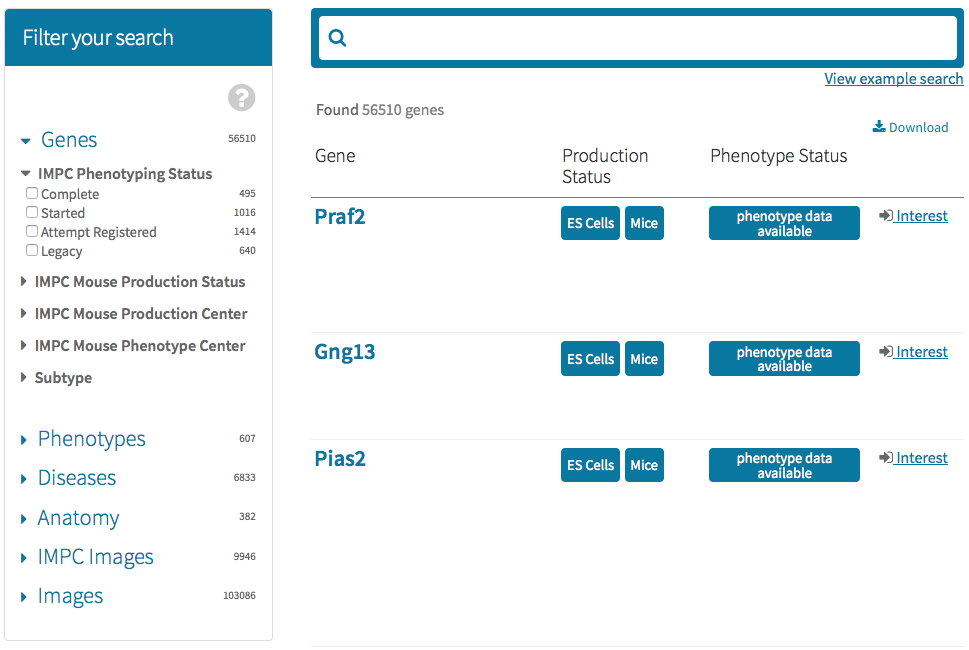 Filter your search
?
Genes 56510
IMPC Phenotyping Status
Complete 495
Started 1016
Attempt Registered 1414
Legacy 640
IMPC Mouse Production Status
IMPC Mouse Production Center
IMPC Mouse Phenotype Center
Subtype
Phenotypes 607
Diseases 6833
Anatomy 382
IMPC Images 9946
Images 103086
View example search
Found 56510 genes
Download
Gene Production Phenotype Status
Status
Praf2 ES Cells Mice phenotype data Interest
available
Gng13 ES Cells Mice phenotype data Interest
available
Pias2 ES Cells Mice phenotype data Interest
available